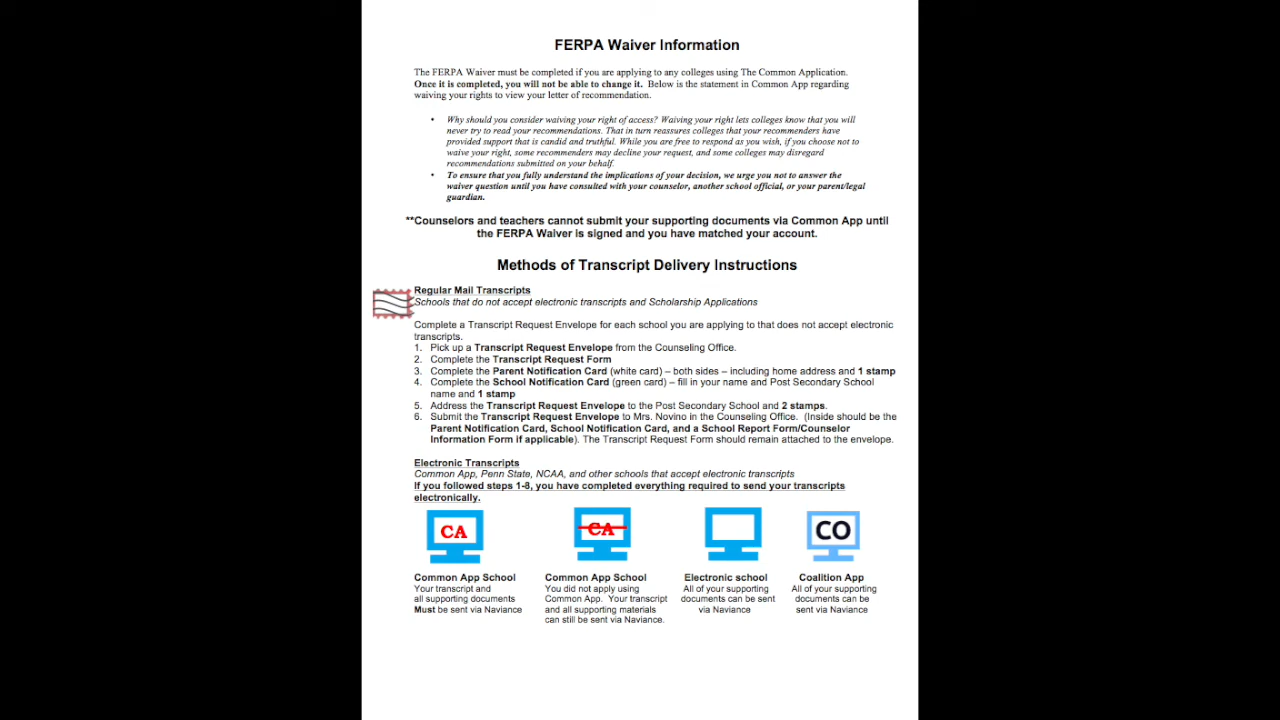 FERPA Waiver Information
The FERPA Waiver must be completed if you are applying to any colleges using The Common Application.
Once it is completed, you will not be able to change it. Below is the statement in Common App regarding
waiving your rights to view your letter of recommendation.
• Why should you consider waiving your right of access? Waiving your right lets colleges know that you will
never try to read your recommendations. That in turn reassures colleges that your recommenders have
provided support that is candid and truthful. While you are free to respond as you wish, if you choose not to
waive your right, some recommenders may decline your request, and some colleges may disregard
recommendations submitted on your behalf.
• To ensure that you fully understand the implications of your decision, we urge you not to answer the
waiver question until you have consulted with your counselor, another school official, or your parent/legal
guardian.
**Counselors and teachers cannot submit your supporting documents via Common App until
the FERPA Waiver is signed and you have matched your account.
Methods of Transcript Delivery Instructions
Regular Mail Transcripts
Schools that do not accept electronic transcripts and Scholarship Applications
Complete a Transcript Request Envelope for each school you are applying to that does not accept electronic
transcripts.
1. Pick up a Transcript Request Envelope from the Counseling Office.
2. Complete the Transcript Request Form
3. Complete the Parent Notification Card (white card) – both sides – including home address and 1 stamp
4. Complete the School Notification Card (green card) – fill in your name and Post Secondary School
name and 1 stamp
5. Address the Transcript Request Envelope to the Post Secondary School and 2 stamps.
6. Submit the Transcript Request Envelope to Mrs. Novino in the Counseling Office. (Inside should be the
Parent Notification Card, School Notification Card, and a School Report Form/Counselor
Information Form if applicable). The Transcript Request Form should remain attached to the envelope.
Electronic Transcripts
Common App, Penn State, NCAA, and other schools that accept electronic transcripts
If you followed steps 1-8, you have completed everything required to send your transcripts
electronically.
CA
CA
CO
Common App School
Your transcript and
all supporting documents
Must be sent via Naviance
Common App School
You did not apply using
Common App. Your transcript
and all supporting materials
can still be sent via Naviance.
Electronic school
All of your supporting
documents can be sent
via Naviance
Coalition App
All of your supporting
documents can be
sent via Naviance